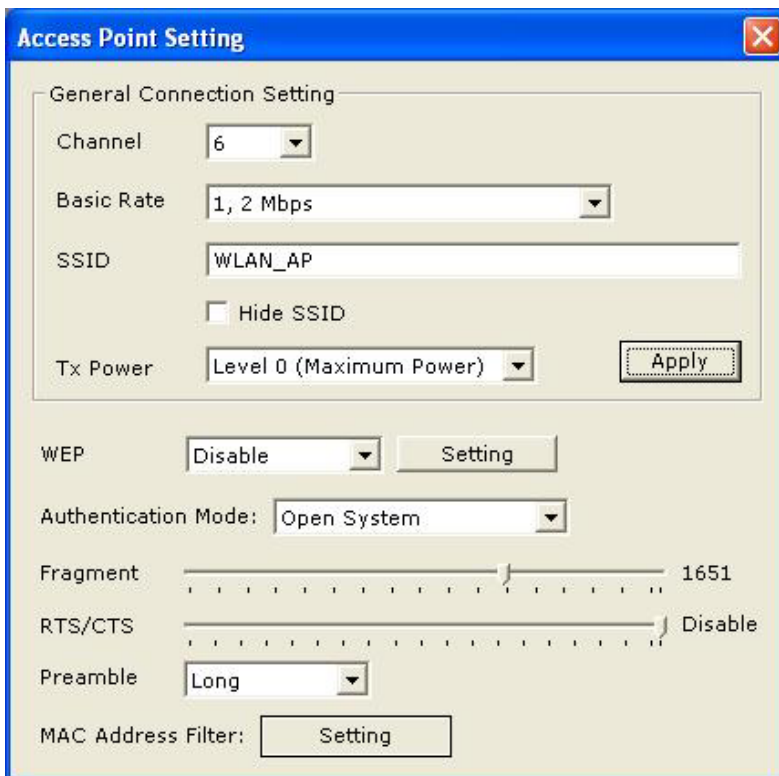 Access Point Setting
General Connection Setting
Channel 6
Basic Rate 1, 2 Mbps
SSID WLAN_AP
Hide SSID
Tx Power Level 0 (Maximum Power) Apply
WEP Disable Setting
Authentication Mode: Open System
Fragment 1651
RTS/CTS Disable
Preamble Long
MAC Address Filter: Setting